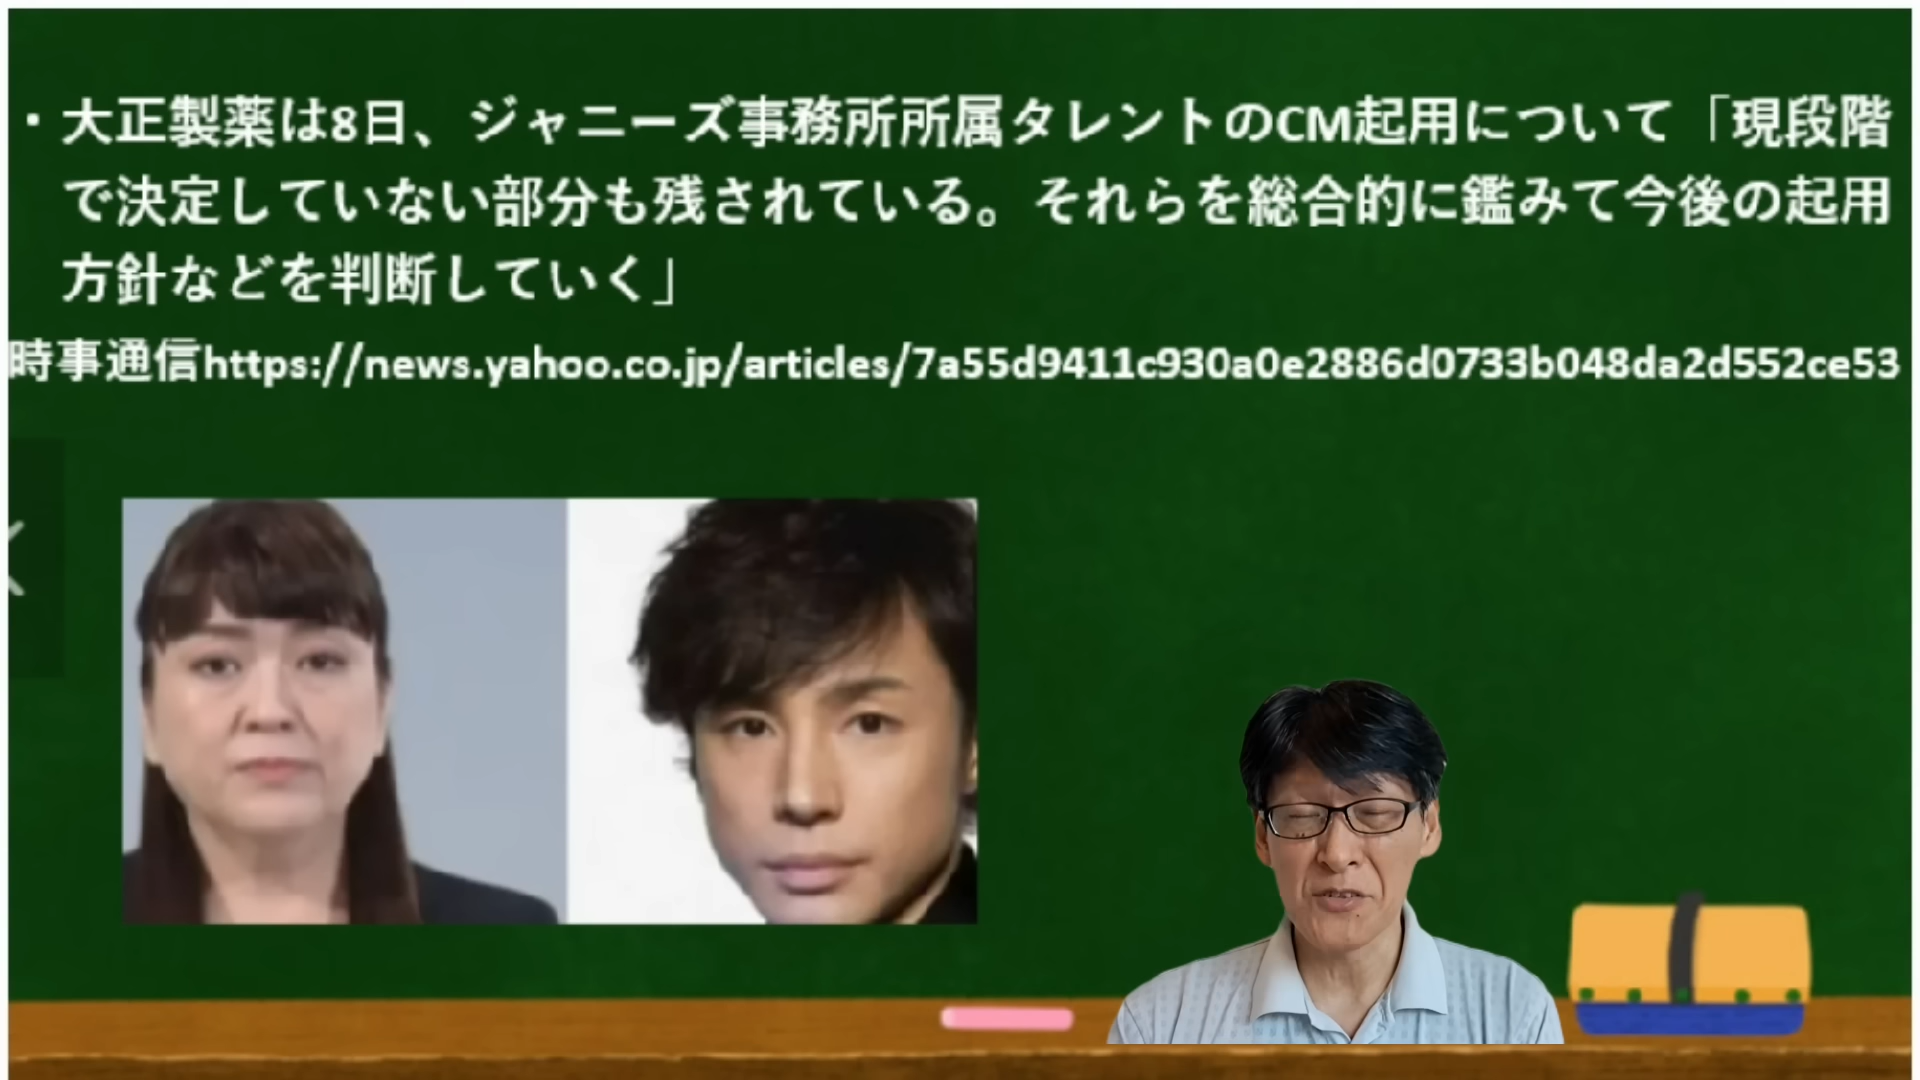 ・大正製薬は8日、ジャニーズ事務所所属タレントのCM起用について「現段階
で決定していない部分も残されている。それらを総合的に鑑みて今後の起用
方針などを判断していく」
時事通信https://news.yahoo.co.jp/articles/7a55d9411c930a0e2886d0733b048da2d552ce53